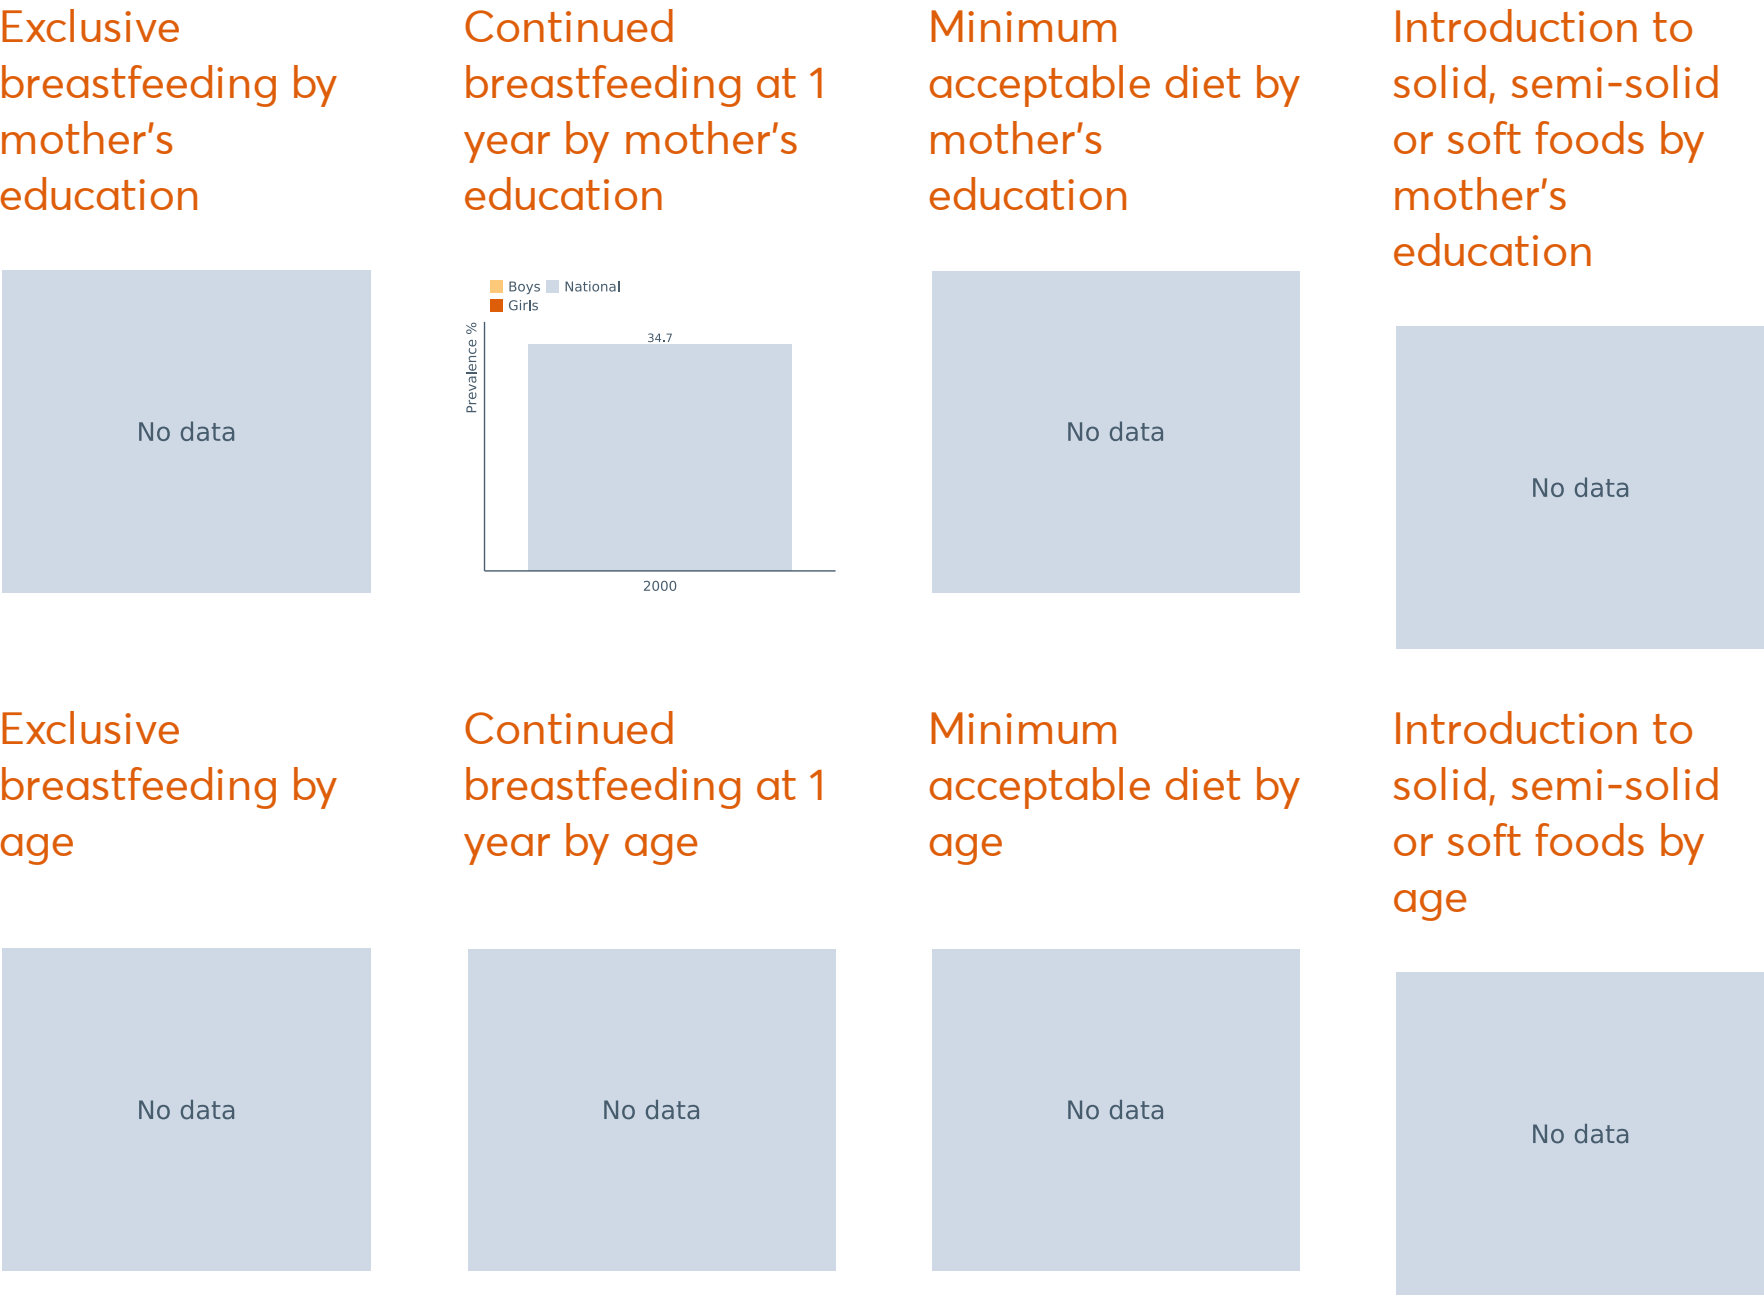 Exclusive
breastfeeding by
mother's
education
Continued
breastfeeding at 1
year by mother's
education
Minimum
acceptable diet by
mother's
education
Introduction to
solid, semi-solid
or soft foods by
mother's
education
No data
Boys National
Girls
Prevalence %
34.7
2000
No data
No data
Exclusive
breastfeeding by
age
Continued
breastfeeding at 1
year by age
Minimum
acceptable diet by
age
Introduction to
solid, semi-solid
or soft foods by
age
No data
No data
No data
No data